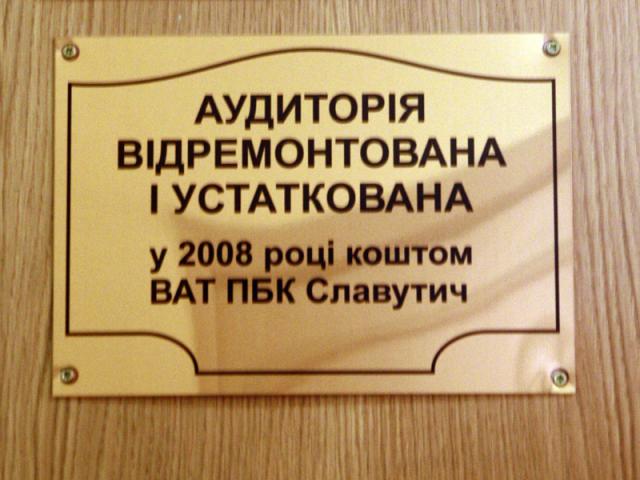 АУДИТОРІЯ
ВІДРЕМОНТОВАНА
І УСТАТКОВАНА
у 2008 році коштом
ВАТ ПБК Славутич